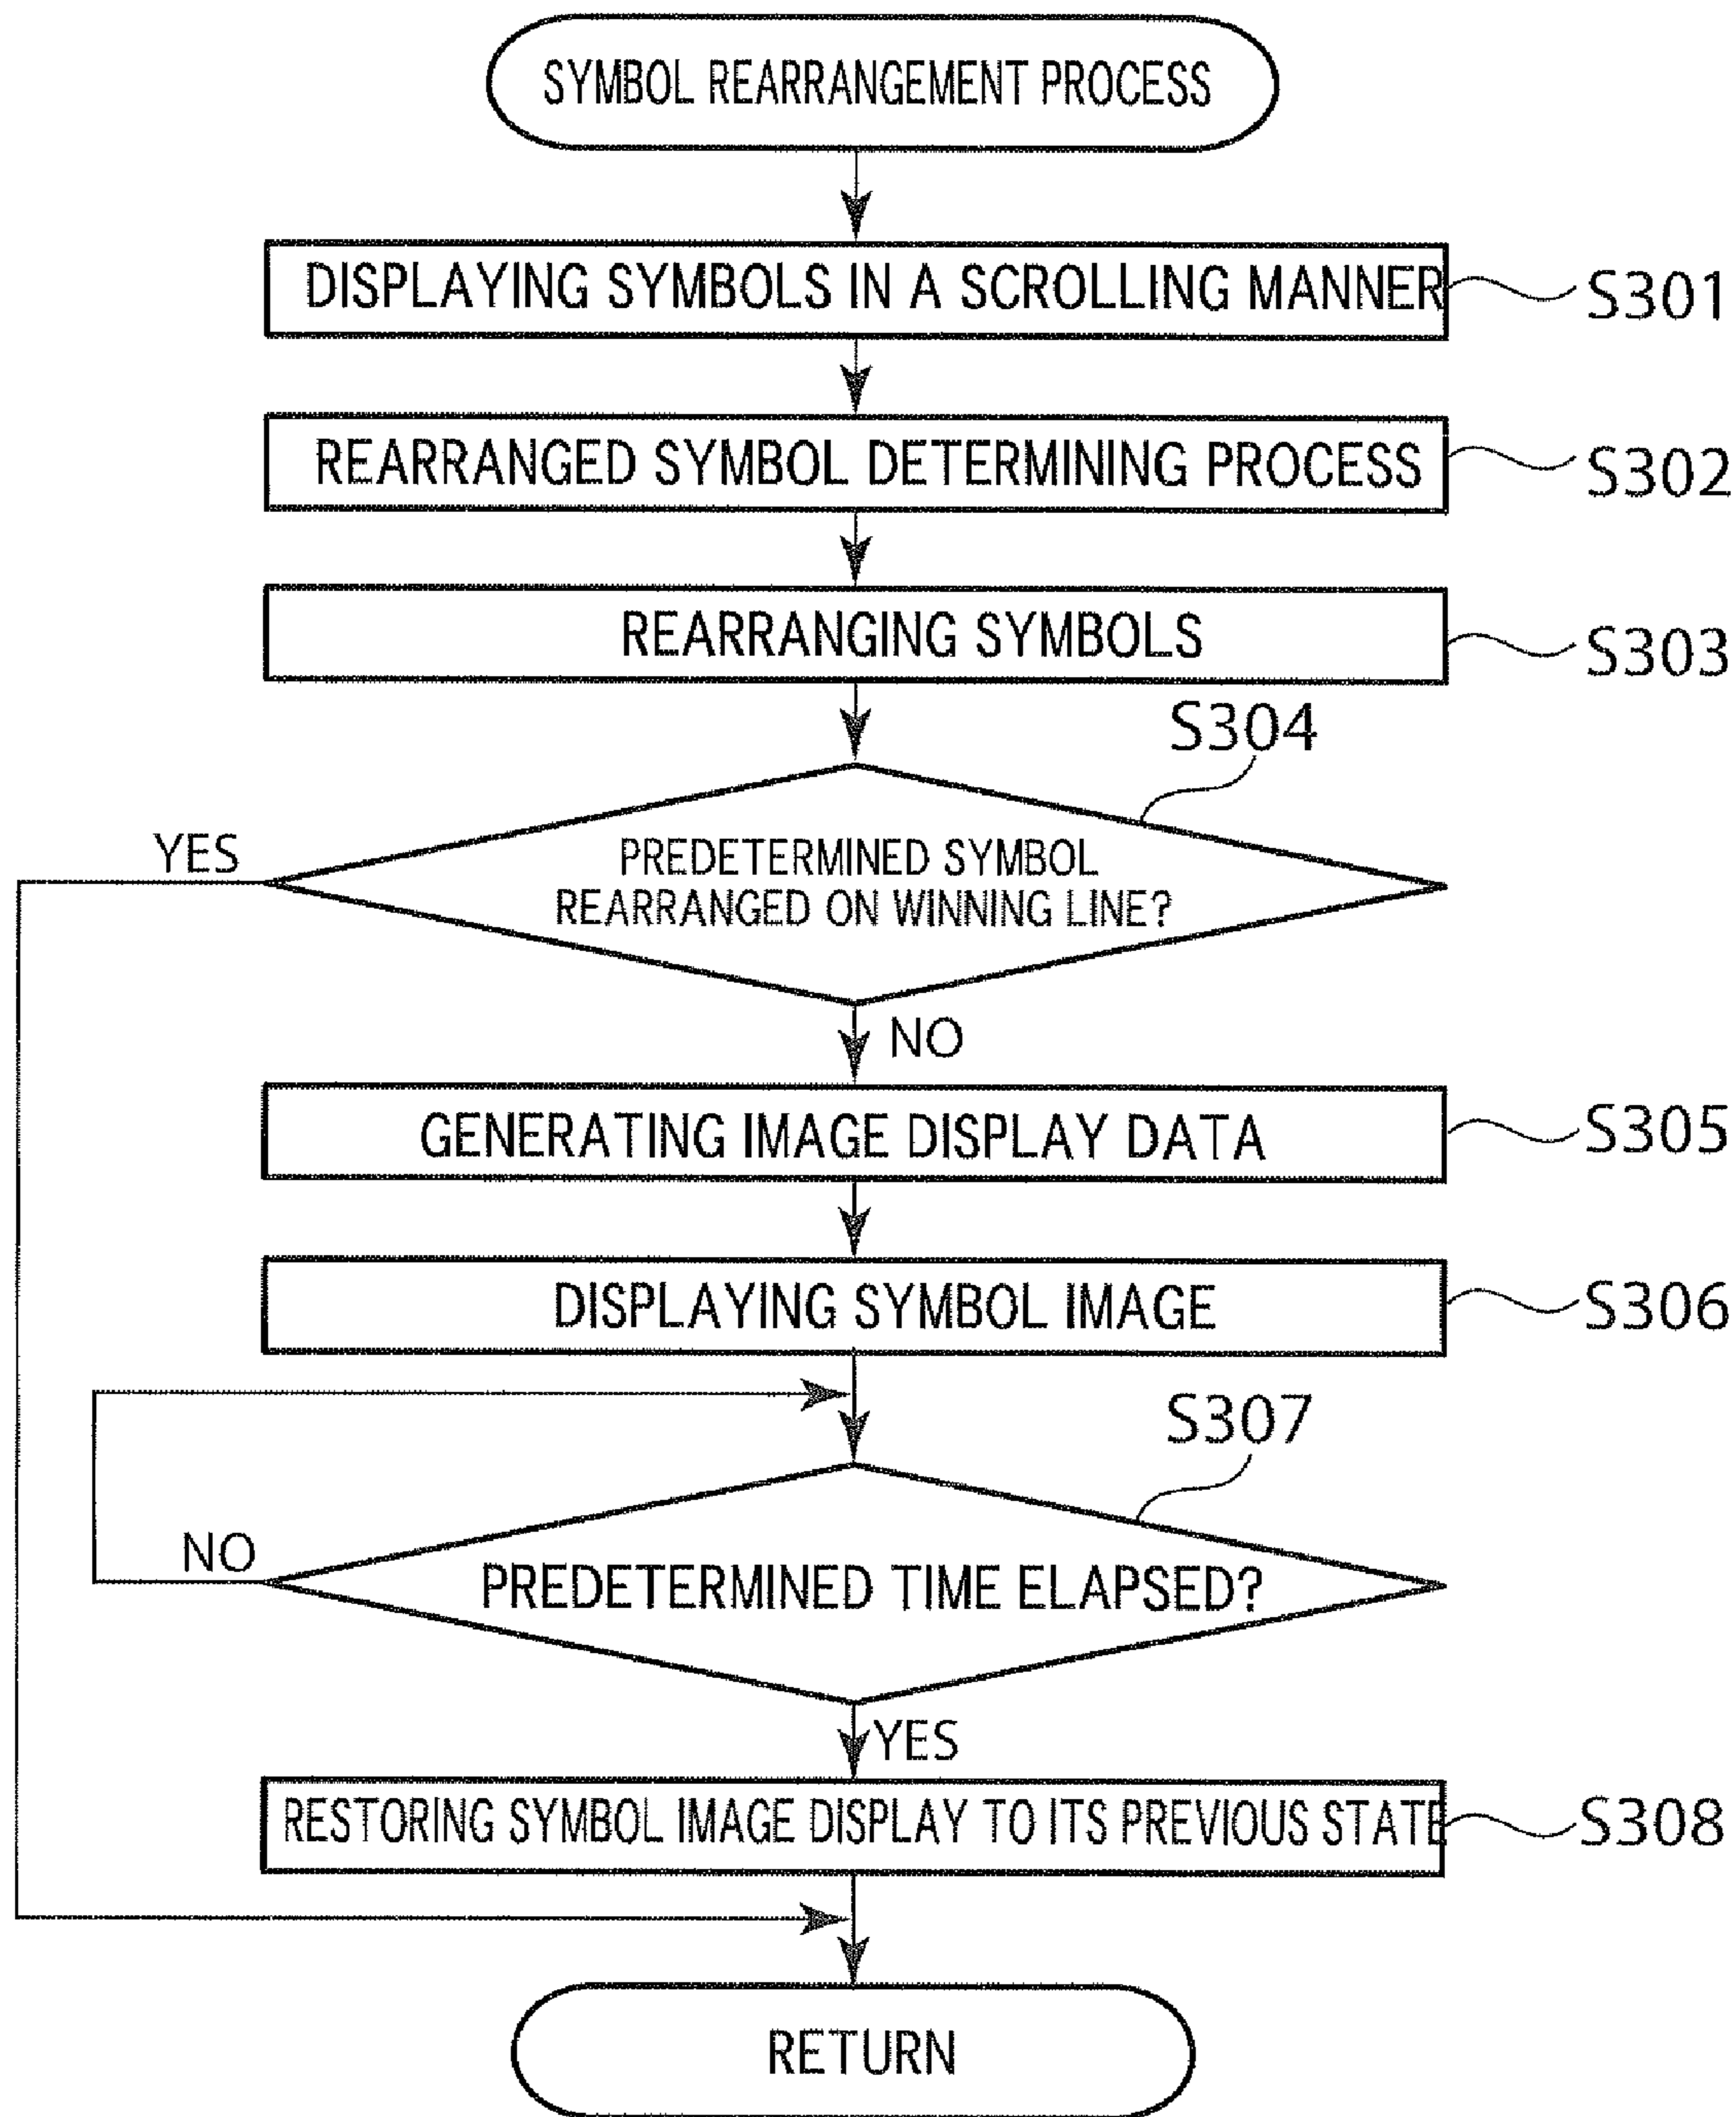 SYMBOL REARRANGEMENT PROCESS
DISPLAYING SYMBOLS IN A SCROLLING MANNER
S301
REARRANGED SYMBOL DETERMINING PROCESS
S302
REARRANGING SYMBOLS
S303
S304
YES
PREDETERMINED SYMBOL
REARRANGED ON WINNING LINE?
NO
GENERATING IMAGE DISPLAY DATA
S305
DISPLAYING SYMBOL IMAGE
S306
S307
NO
PREDETERMINED TIME ELAPSED?
YES
RESTORING SYMBOL IMAGE DISPLAY TO ITS PREVIOUS STATE
S308
RETURN